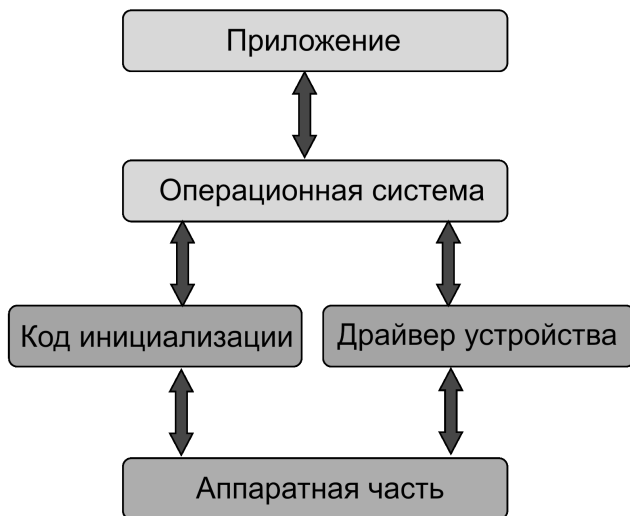 Приложение
Операционная система
Код инициализации
Драйвер устройства
Аппаратная часть